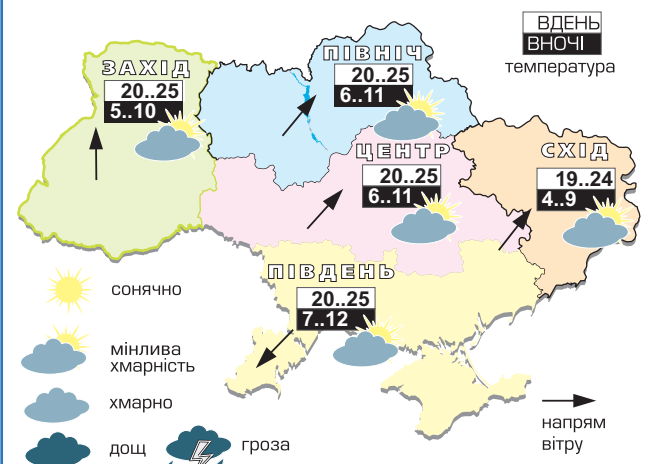 ВДЕНЬ
ВНОЧІ
температура
ЗАХІД
20..25
5..10
ПІВНІЧ
20..25
6..11
ЦЕНТР
20..25
6..11
СХІД
19..24
4..9
ПІВДЕНЬ
20..25
7..12
сонячно
мінлива
хмарність
хмарно
дощ
гроза
напрям
вітру